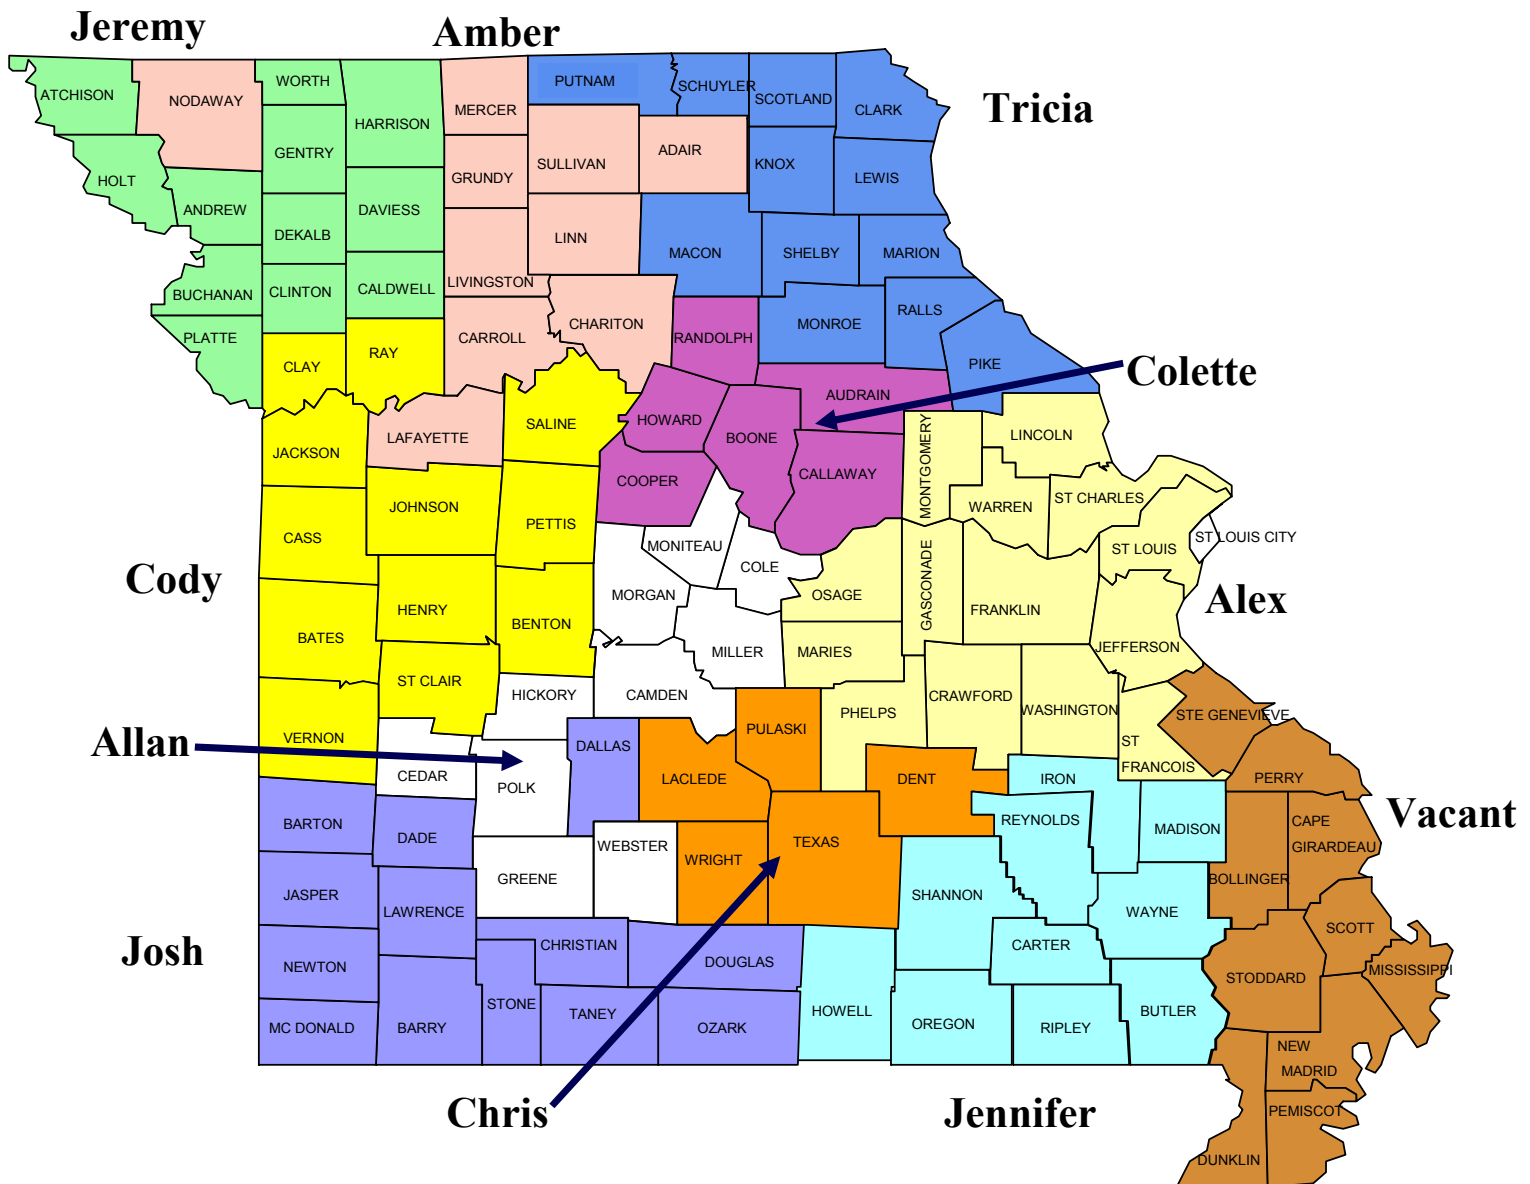 Jeremy
Amber
Tricia
Colette
Cody
Alex
Allan
Vacant
Josh
Chris
Jennifer
ATCHISON
NODAWAY
WORTH
HARRISON
MERCER
PUTNAM
SCHUYLER
SCOTLAND
CLARK
HOLT
GENTRY
GRUNDY
SULLIVAN
ADAIR
KNOX
LEWIS
ANDREW
DEKALB
DAVIESS
LINN
MACON
SHELBY
MARION
BUCHANAN
CLINTON
CALDWELL
LIVINGSTON
PLATTE
CLAY
RAY
CARROLL
CHARITON
RANDOLPH
MONROE
RALLS
PIKE
JACKSON
LAFAYETTE
SALINE
HOWARD
BOONE
AUDRAIN
CALLAWAY
MONTGOMERY
LINCOLN
COOPER
WARREN
ST CHARLES
ST LOUIS
ST LOUIS CITY
CASS
JOHNSON
PETTIS
MONITEAU
COLE
MORGAN
OSAGE
GASCONADE
FRANKLIN
JEFFERSON
BATES
HENRY
BENTON
MILLER
MARIES
ST CLAIR
HICKORY
CAMDEN
PHELPS
CRAWFORD
WASHINGTON
STE GENEVIEVE
VERNON
CEDAR
POLK
DALLAS
LACLEDE
PULASKI
DENT
IRON
ST
FRANCOIS
PERRY
BARTON
DADE
GREENE
WEBSTER
WRIGHT
TEXAS
REYNOLDS
MADISON
CAPE
GIRARDEAU
JASPER
LAWRENCE
SHANNON
WAYNE
BOLLINGER
SCOTT
NEWTON
CHRISTIAN
DOUGLAS
CARTER
STODDARD
MISSISSIPPI
MC DONALD
BARRY
STONE
TANEY
OZARK
HOWELL
OREGON
RIPLEY
BUTLER
NEW
MADRID
PEMISCOT
DUNKLIN